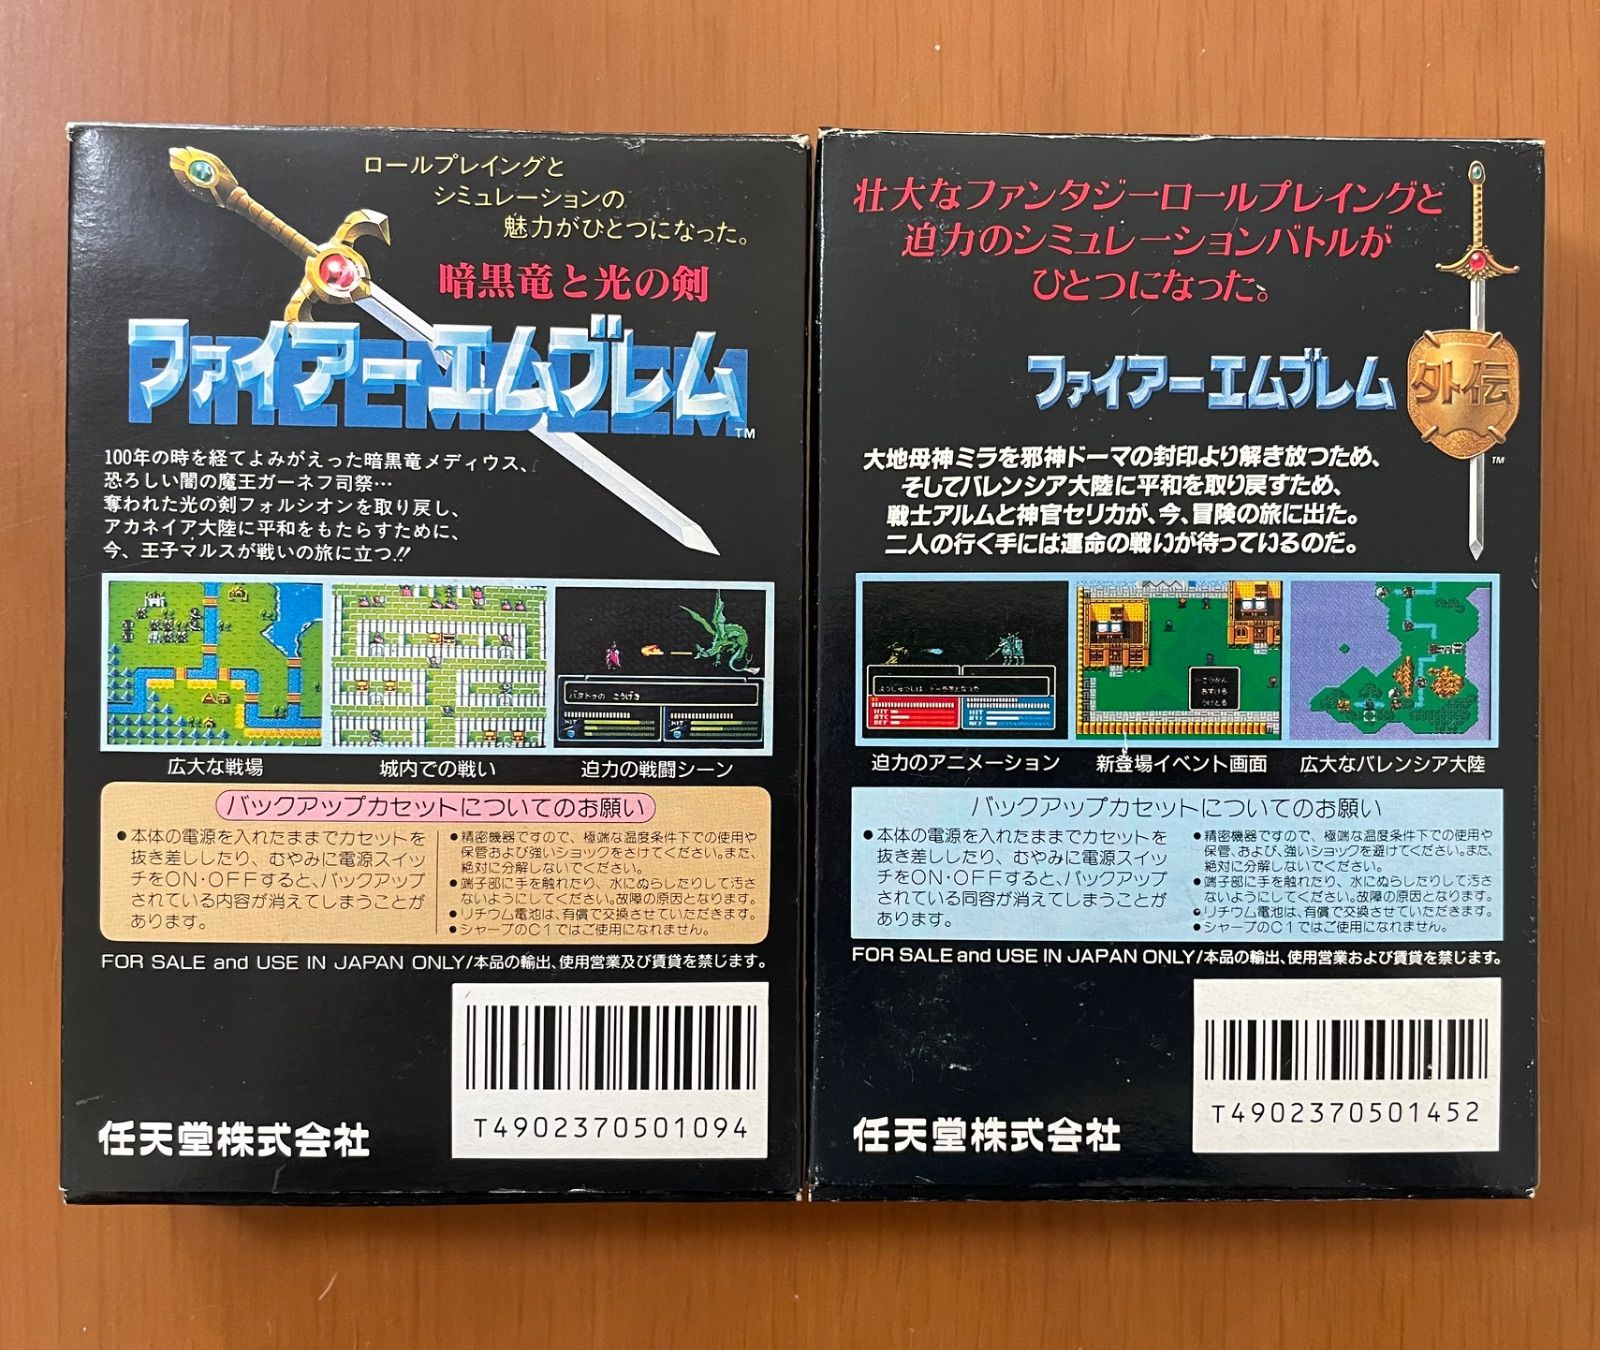 ロールプレイングと
シミュレーションの
魅力がひとつになった。
暗黒竜と光の剣
ファイアーエムブレム
FIRE EMBLEM
TM
100年の時を経てよみがえった暗黒竜メディウス、
恐ろしい闇の魔王ガーネフ司祭…
奪われた光の剣フォルシオンを取り戻し、
アカネイア大陸に平和をもたらすために、
今、王子マルスが戦いの旅に立つ!!
HIT
HIT
広大な戦場
城内での戦い
迫力の戦闘シーン
バックアップカセットについてのお願い
●本体の電源を入れたままでカセットを
抜き差ししたり、むやみに電源スイッ
チをON・OFFすると、バックアップ
されている内容が消えてしまうことが
あります。
●精密機器ですので、極端な温度条件下での使用や
保管および強いショックをさけてください。また、
絶対に分解しないでください。
●端子部に手を触れたり、水にぬらしたりして汚さ
ないようにしてください。故障の原因となります。
●リチウム電池は、有償で交換させていただきます。
●シャープのC1ではご使用になれません。
FOR SALE and USE IN JAPAN ONLY/本品の輸出、使用営業及び賃貸を禁じます。
T4902370501094
任天堂株式会社
壮大なファンタジーロールプレイングと
迫力のシミュレーションバトルが
ひとつになった。
ファイアーエムブレム
外伝
TM
大地母神ミラを邪神ドーマの封印より解き放つため、
そしてバレンシア大陸に平和を取り戻すため、
戦士アルムと神官セリカが、今、冒険の旅に出た。
二人の行く手には運命の戦いが待っているのだ。
HIT
ATC
DEF
HIT
ATC
DEF
こうかん
あずける
うけとる
迫力のアニメーション
新登場イベント画面
広大なバレンシア大陸
バックアップカセットについてのお願い
●本体の電源を入れたままでカセットを
抜き差ししたり、むやみに電源スイッ
チをON・OFFすると、バックアップ
されている同容が消えてしまうことが
あります。
●精密機器ですので、極端な温度条件下での使用や
保管、および、強いショックを避けてください。また、
絶対に分解しないでください。
●端子部に手を触れたり、水にぬらしたりして汚さ
ないようにしてください。故障の原因となります。
●リチウム電池は、有償で交換させていただきます。
●シャープのC1ではご使用になれません。
FOR SALE and USE IN JAPAN ONLY/本品の輸出、使用営業および賃貸を禁じます。
T4902370501452
任天堂株式会社